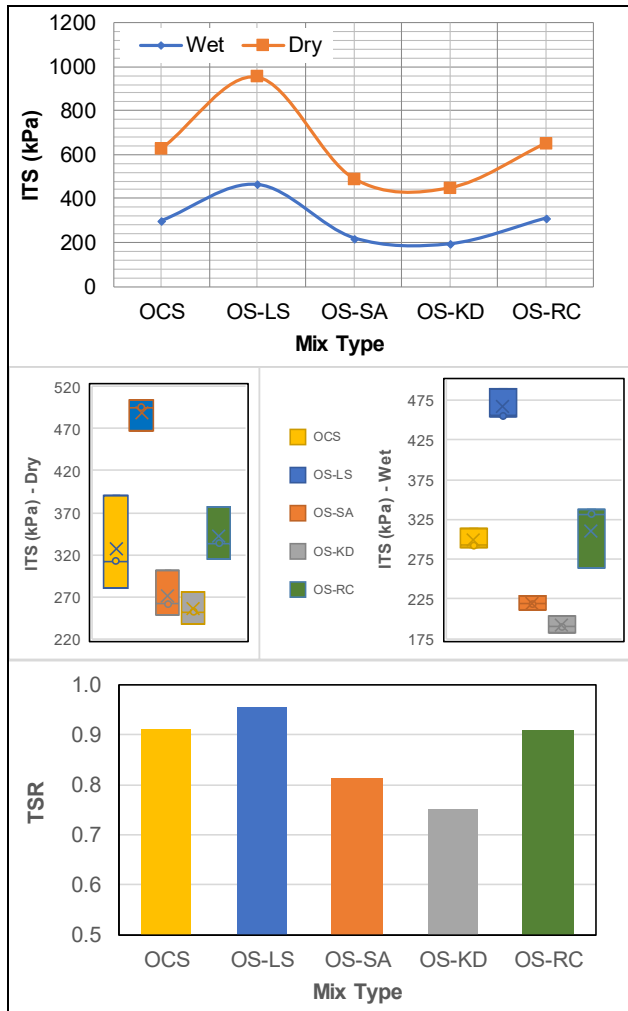 1200
1000
800
600
400
200
0
ITS (kPa)
Wet
Dry
OCS OS-LS OS-SA OS-KD OS-RC
Mix Type
520
470
420
370
320
270
220
ITS (kPa) - Dry
OCS
OS-LS
OS-SA
OS-KD
OS-RC
475
425
375
325
275
225
175
ITS (kPa) - Wet
1.0
0.9
0.8
0.7
0.6
0.5
TSR
OCS OS-LS OS-SA OS-KD OS-RC
Mix Type